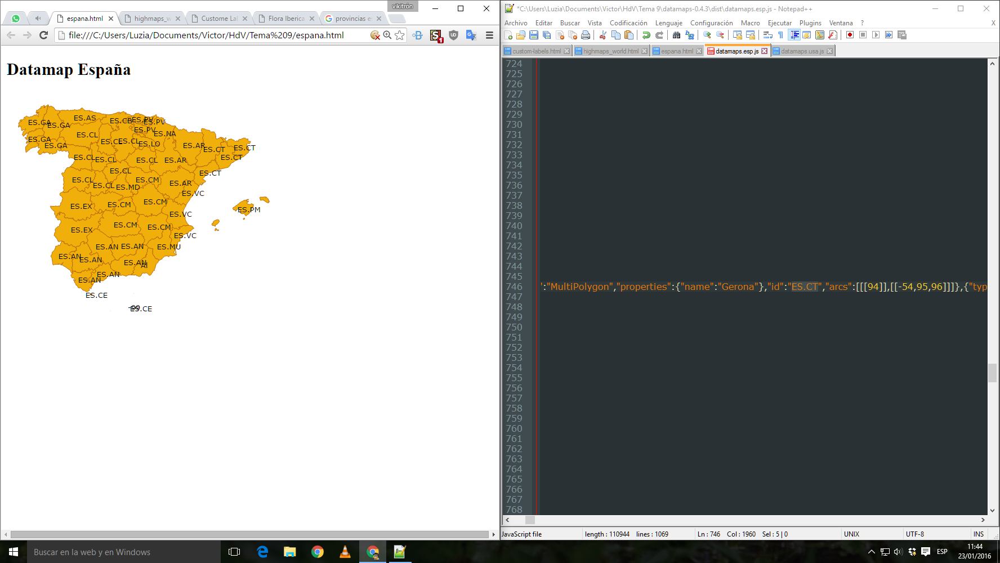 vikitrón
espana.html
highmaps_w
Custome Lal
Flora Iberica
provincias e
file:///C:/Users/Luzia/Documents/Victor/HdV/Tema%209/espana.html
Datamap España
ES.GA
ES.GA
ES.AS
ES.CB
ES.PV
ES.PV
ES.PV
ES.NA
ES.GA
ES.GA
ES.CL
ES.CL
ES.CL
ES.LO
ES.AR
ES.CT
ES.CT
ES.CT
ES.CL
ES.CL
ES.CL
ES.AR
ES.CL
ES.CT
ES.CL
ES.CL
ES.MD
ES.CM
ES.AR
ES.VC
ES.EX
ES.CM
ES.CM
ES.PM
ES.VC
ES.EX
ES.CM
ES.CM
ES.VC
ES.AN
ES.AN
ES.MU
ES.AN
ES.AN
ES.AN
AI
ES.AN
ES.AN
ES.CE
-99
ES.CE
*C:\Users\Luzia\Documents\Victor\HdV\Tema 9\datamaps-0.4.3\dist\datamaps.esp.js - Notepad++
Archivo Editar Buscar Vista Codificación Lenguaje Configuración Macro Ejecutar Plugins Ventana ? X
custom-labels.html
highmaps_world.html
espana.html
datamaps.esp.js
datamaps.usa.js
724
725
726
727
728
729
730
731
732
733
734
735
736
737
738
739
740
741
742
743
744
745
746 ':"MultiPolygon","properties":{"name":"Gerona"},"id":"ES.CT","arcs":[[[94]],[[-54,95,96]]]},{"typ
747
748
749
750
751
752
753
754
755
756
757
758
759
760
761
762
763
764
765
766
767
768
JavaScript file length : 110944 lines : 1069 Ln : 746 Col : 1960 Sel : 5 | 0 UNIX UTF-8 INS
Buscar en la web y en Windows
ESP
11:44
23/01/2016